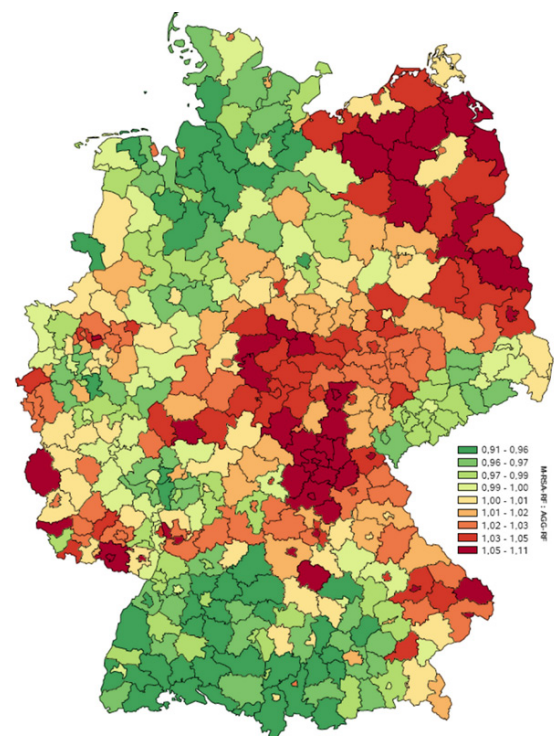 0,91 - 0,96
0,96 - 0,97
0,97 - 0,99
0,99 - 1,00
1,00 - 1,01
1,01 - 1,02
1,02 - 1,03
1,03 - 1,05
1,05 - 1,11
M-RSA-RF : AGG-RF